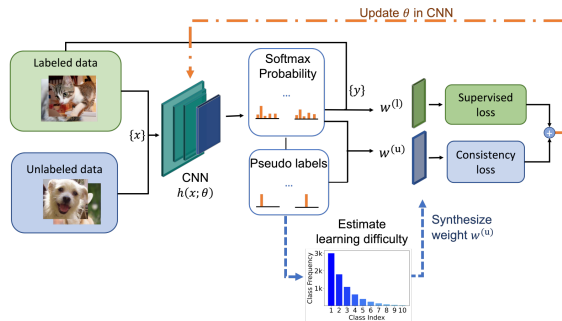 Update θ in CNN
Labeled data
Softmax
Probability
...
{y}
w^(l)
Supervised
loss
{x}
+
Unlabeled data
CNN
h(x; θ)
Pseudo labels
...
w^(u)
Consistency
loss
Estimate
learning difficulty
Synthesize
weight w^(u)
Class Frequency
3k
2k
1k
1 2 3 4 5 6 7 8 9 10
Class Index